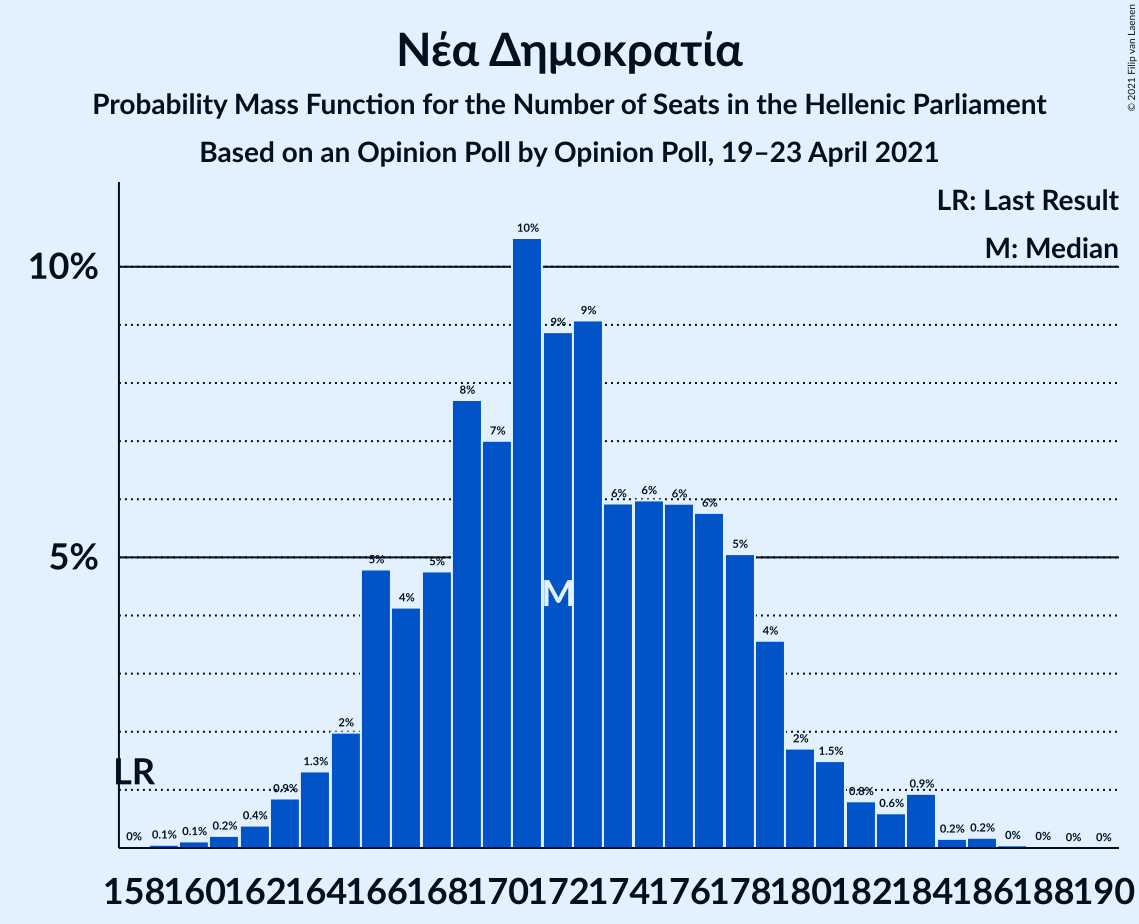 © 2021 Filip van Laenen
Νέα Δημοκρατία
Probability Mass Function for the Number of Seats in the Hellenic Parliament
Based on an Opinion Poll by Opinion Poll, 19–23 April 2021
LR: Last Result
M: Median
10%
5%
0% 0.1% 0.1% 0.2% 0.4% 0.9% 1.3% 2% 5% 4% 5% 8% 7% 10% 9% 9% 6% 6% 6% 6% 5% 4% 2% 1.5% 0.8% 0.6% 0.9% 0.2% 0.2% 0% 0% 0% 0%
M
LR
158 160 162 164 166 168 170 172 174 176 178 180 182 184 186 188 190